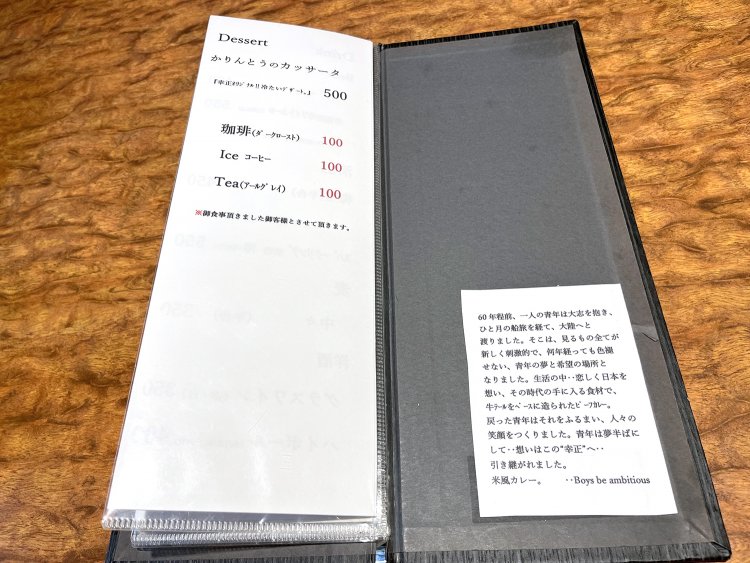 Dessert
かりんとうのカッサータ
『幸正オリジナル!!冷たいデザート。』 500
珈琲(ダークロースト) 100
Ice コーヒー 100
Tea(アールグレイ) 100
※御食事頂きました御客様とさせて頂きます。
60年程前、一人の青年は大志を抱き、
ひと月の船旅を経て、大陸へと
渡りました。そこは、見るもの全てが
新しく刺激的で、何年経っても色褪
せない、青年の夢と希望の場所と
なりました。生活の中‥恋しく日本を
想い、その時代の手に入る食材で、
牛テールをベースに造られたビーフカレー。
戻った青年はそれをふるまい、人々の
笑顔をつくりました。青年は夢半ばに
して‥想いはこの"幸正"へ‥
引き継がれました。
米風カレー。 ‥Boys be ambitious